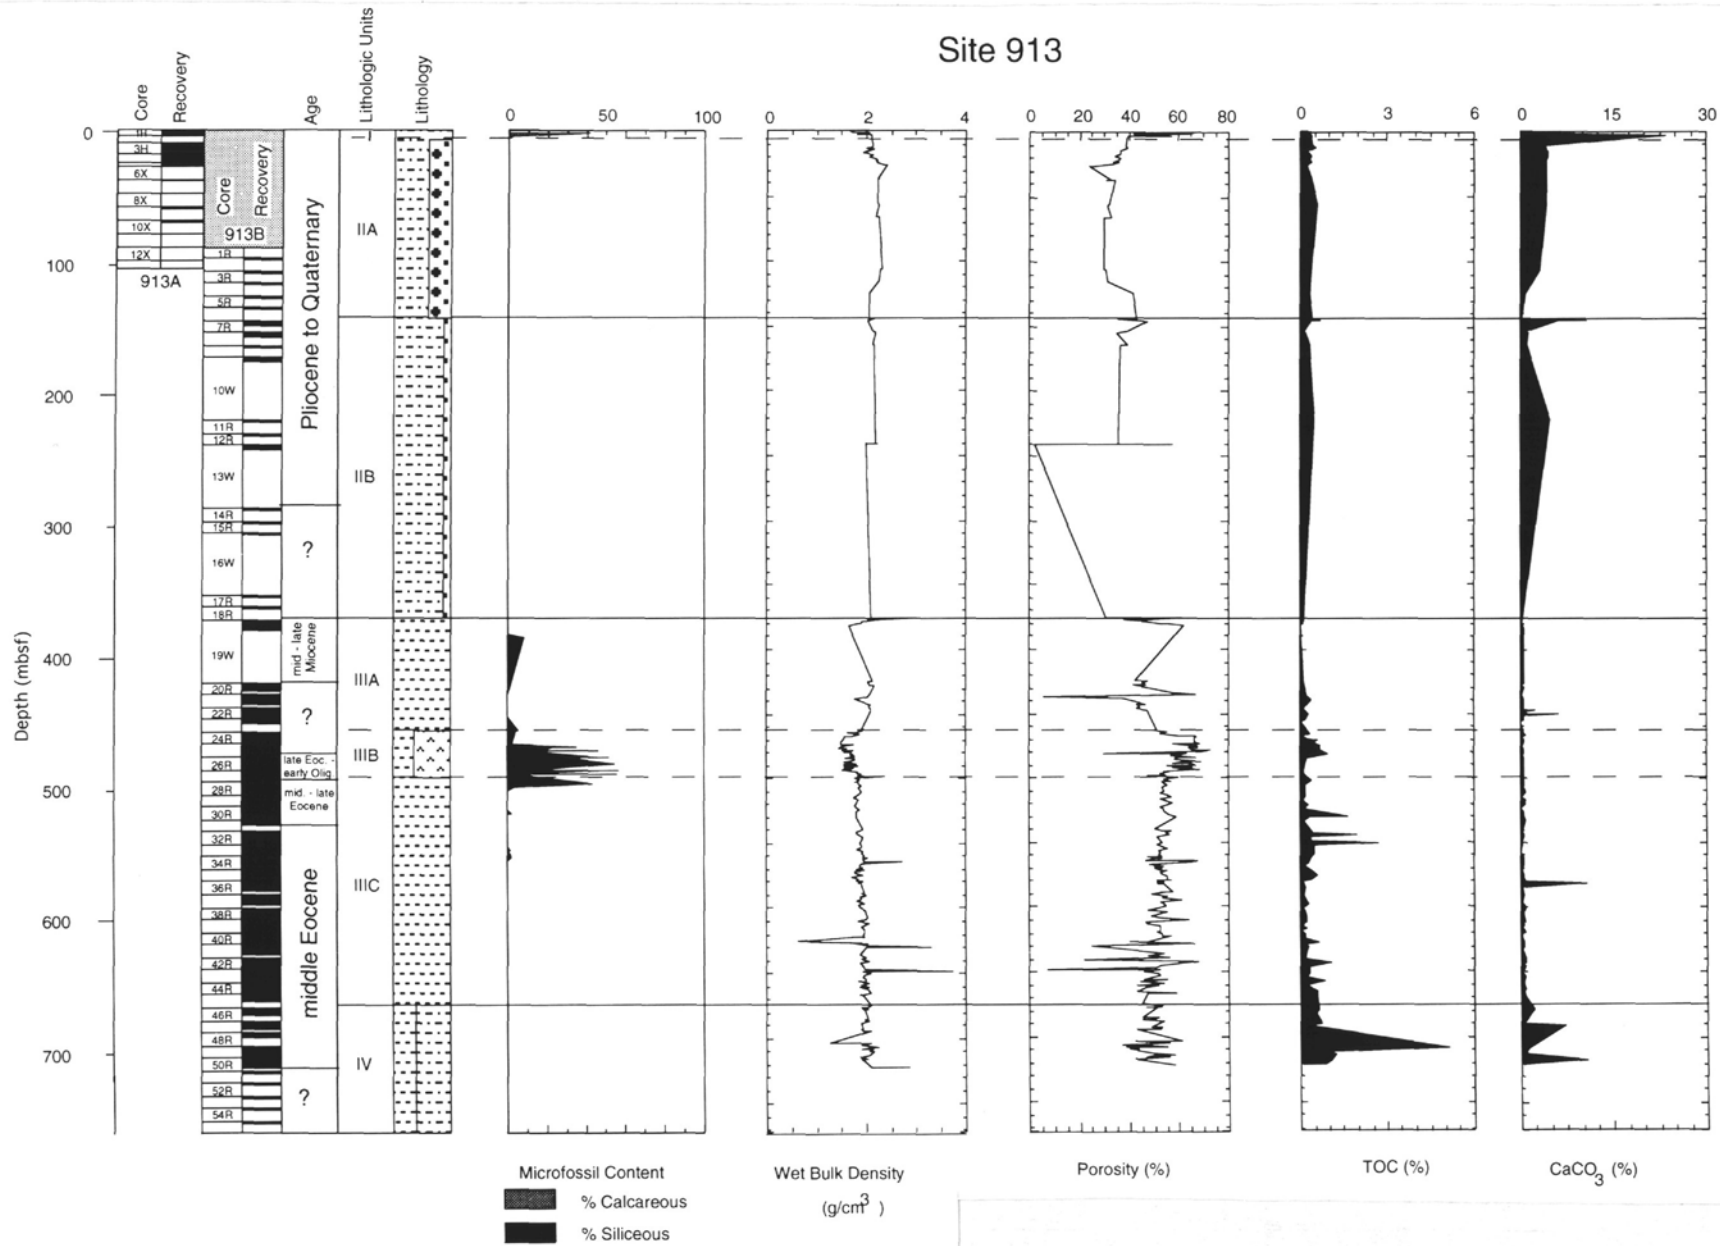 Site 913
Core
Recovery
Age
Lithologic Units
Lithology
0 50 100
0 2 4
0 20 40 60 80
0 3 6
0 15 30
Depth (mbsf)
0
100
200
300
400
500
600
700
1H
3H
6X
8X
10X
12X
913A
Core
Recovery
913B
1R
3R
5R
7R
10W
11R
12R
13W
14R
15R
16W
17R
18R
19W
20R
22R
24R
26R
28R
30R
32R
34R
36R
38R
40R
42R
44R
46R
48R
50R
52R
54R
Pliocene to Quaternary
?
mid - late
Miocene
?
late Eoc. -
early Olig.
mid. - late
Eocene
middle Eocene
?
I
IIA
IIB
IIIA
IIIB
IIIC
IV
Microfossil Content
% Calcareous
% Siliceous
Wet Bulk Density
(g/cm³)
Porosity (%)
TOC (%)
CaCO₃ (%)